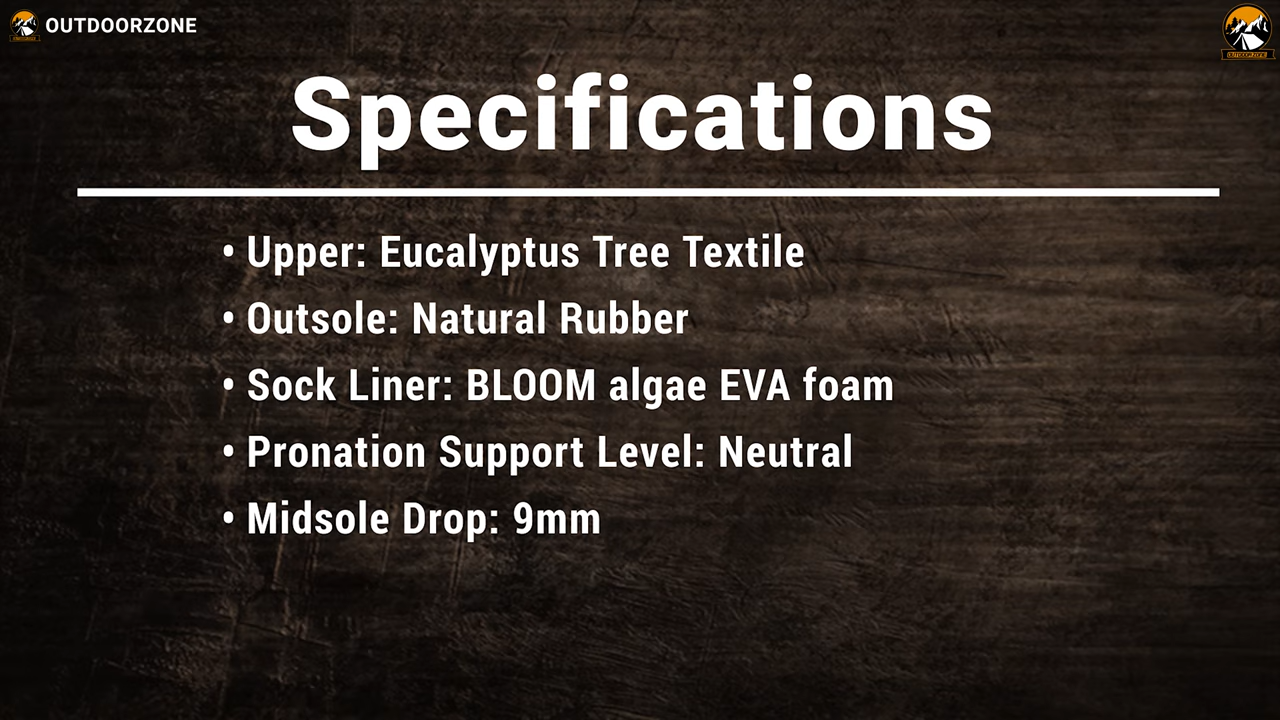 OUTDOORZONE
OUTDOORZONE
Specifications
• Upper: Eucalyptus Tree Textile
• Outsole: Natural Rubber
• Sock Liner: BLOOM algae EVA foam
• Pronation Support Level: Neutral
• Midsole Drop: 9mm